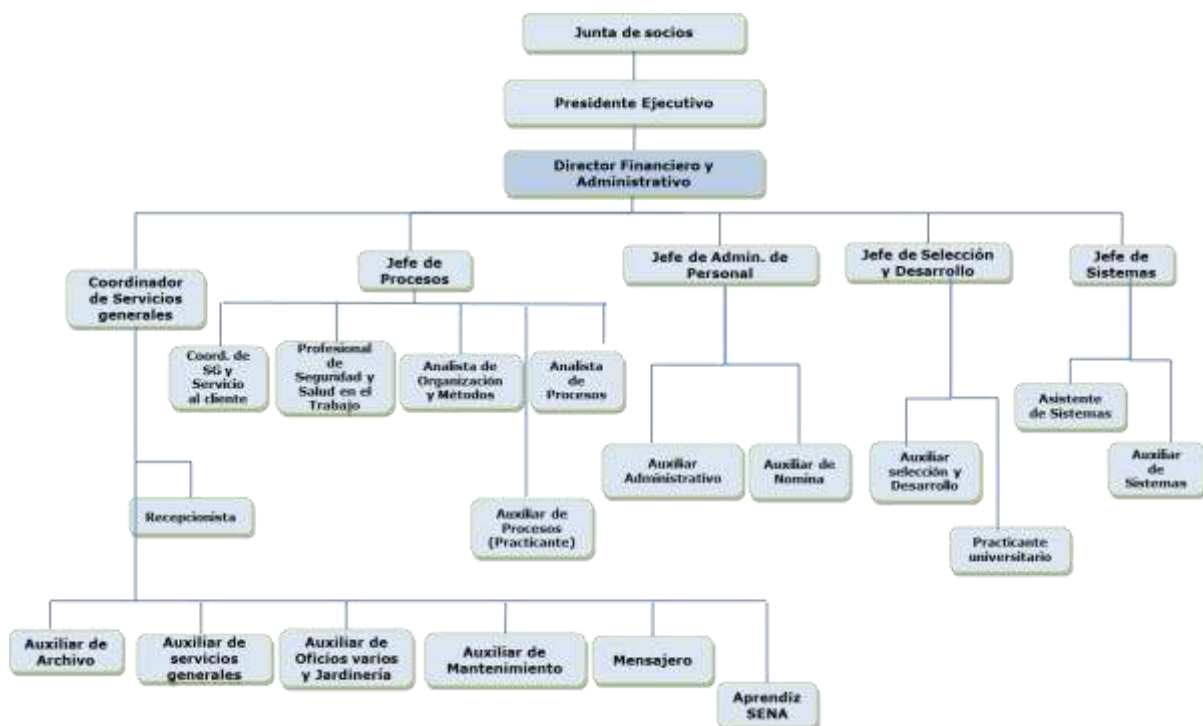 Junta de socios
Presidente Ejecutivo
Director Financiero y
Administrativo
Coordinador
de Servicios
generales
Jefe de
Procesos
Jefe de Admin. de
Personal
Jefe de Selección
y Desarrollo
Jefe de
Sistemas
Coord. de
SG y
Servicio
al cliente
Profesional
de
Seguridad y
Salud en el
Trabajo
Analista de
Organización
y Métodos
Analista
de
Procesos
Asistente
de Sistemas
Auxiliar
Administrativo
Auxiliar de
Nomina
Auxiliar
selección y
Desarrollo
Auxiliar
de
Sistemas
Recepcionista
Auxiliar de
Procesos
(Practicante)
Practicante
universitario
Auxiliar de
Archivo
Auxiliar de
servicios
generales
Auxiliar de
Oficios varios
y Jardinería
Auxiliar de
Mantenimiento
Mensajero
Aprendiz
SENA